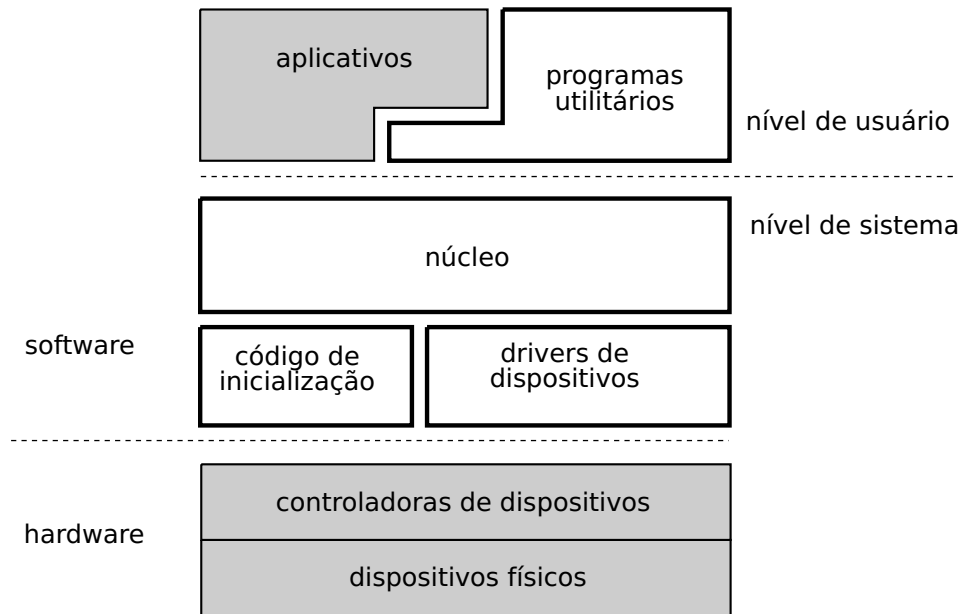 aplicativos
programas
utilitários
nível de usuário
nível de sistema
núcleo
software
código de
inicialização
drivers de
dispositivos
controladoras de dispositivos
hardware
dispositivos físicos